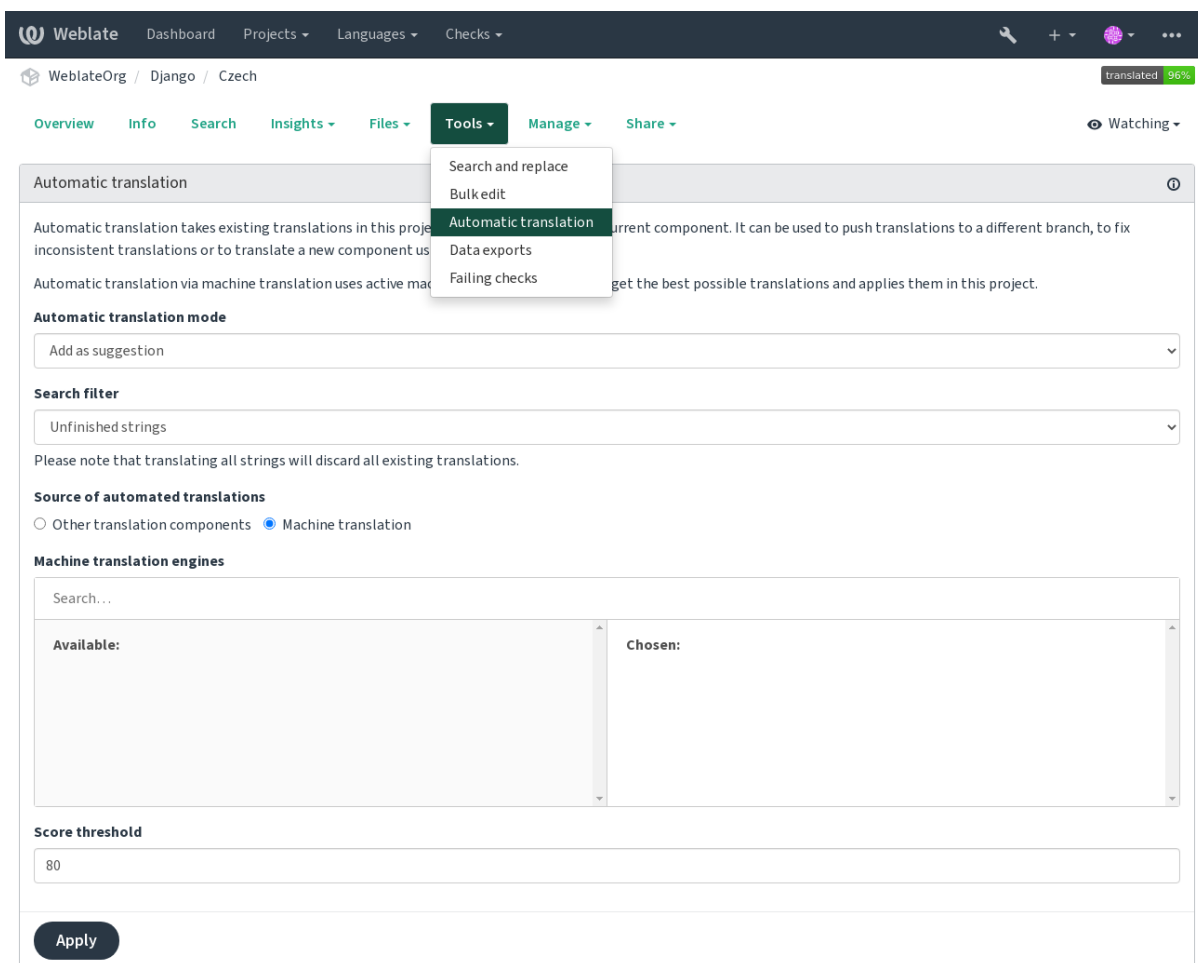 Weblate Dashboard Projects Languages Checks
WeblateOrg / Django / Czech
translated 96%
Overview Info Search Insights Files Tools Manage Share Watching
Search and replace
Bulk edit
Automatic translation
Data exports
Failing checks
Automatic translation
Automatic translation takes existing translations in this proje urrent component. It can be used to push translations to a different branch, to fix
inconsistent translations or to translate a new component us
Automatic translation via machine translation uses active mac get the best possible translations and applies them in this project.
Automatic translation mode
Add as suggestion
Search filter
Unfinished strings
Please note that translating all strings will discard all existing translations.
Source of automated translations
Other translation components Machine translation
Machine translation engines
Search…
Available: Chosen:
Score threshold
80
Apply